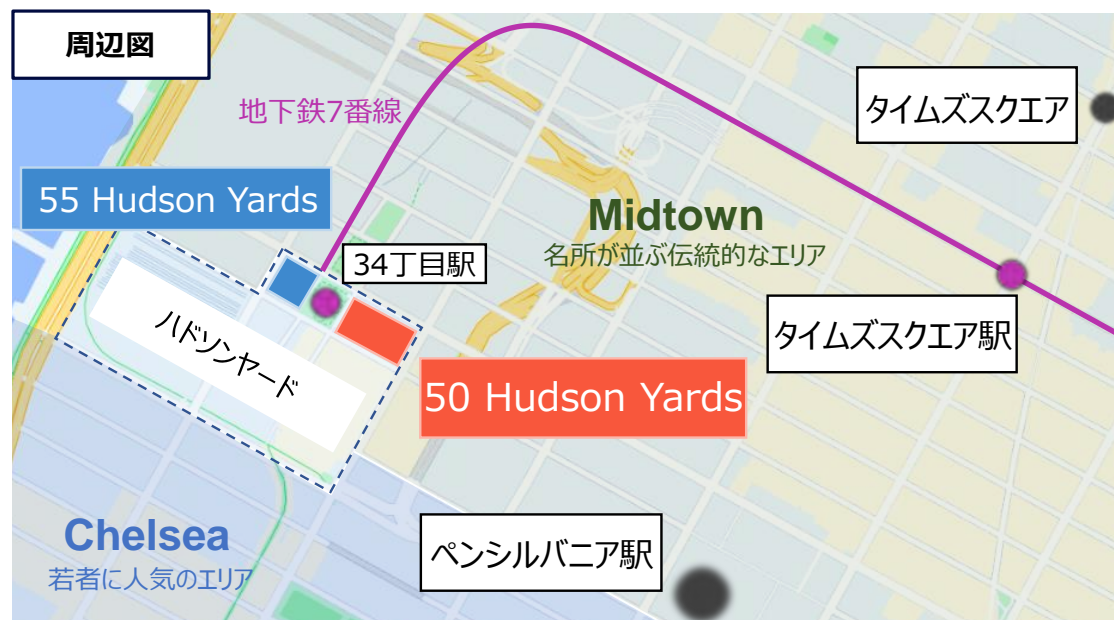 周辺図
地下鉄7番線
タイムズスクエア
55 Hudson Yards
Midtown
名所が並ぶ伝統的なエリア
34丁目駅
ハドソンヤード
タイムズスクエア駅
50 Hudson Yards
Chelsea
若者に人気のエリア
ペンシルバニア駅